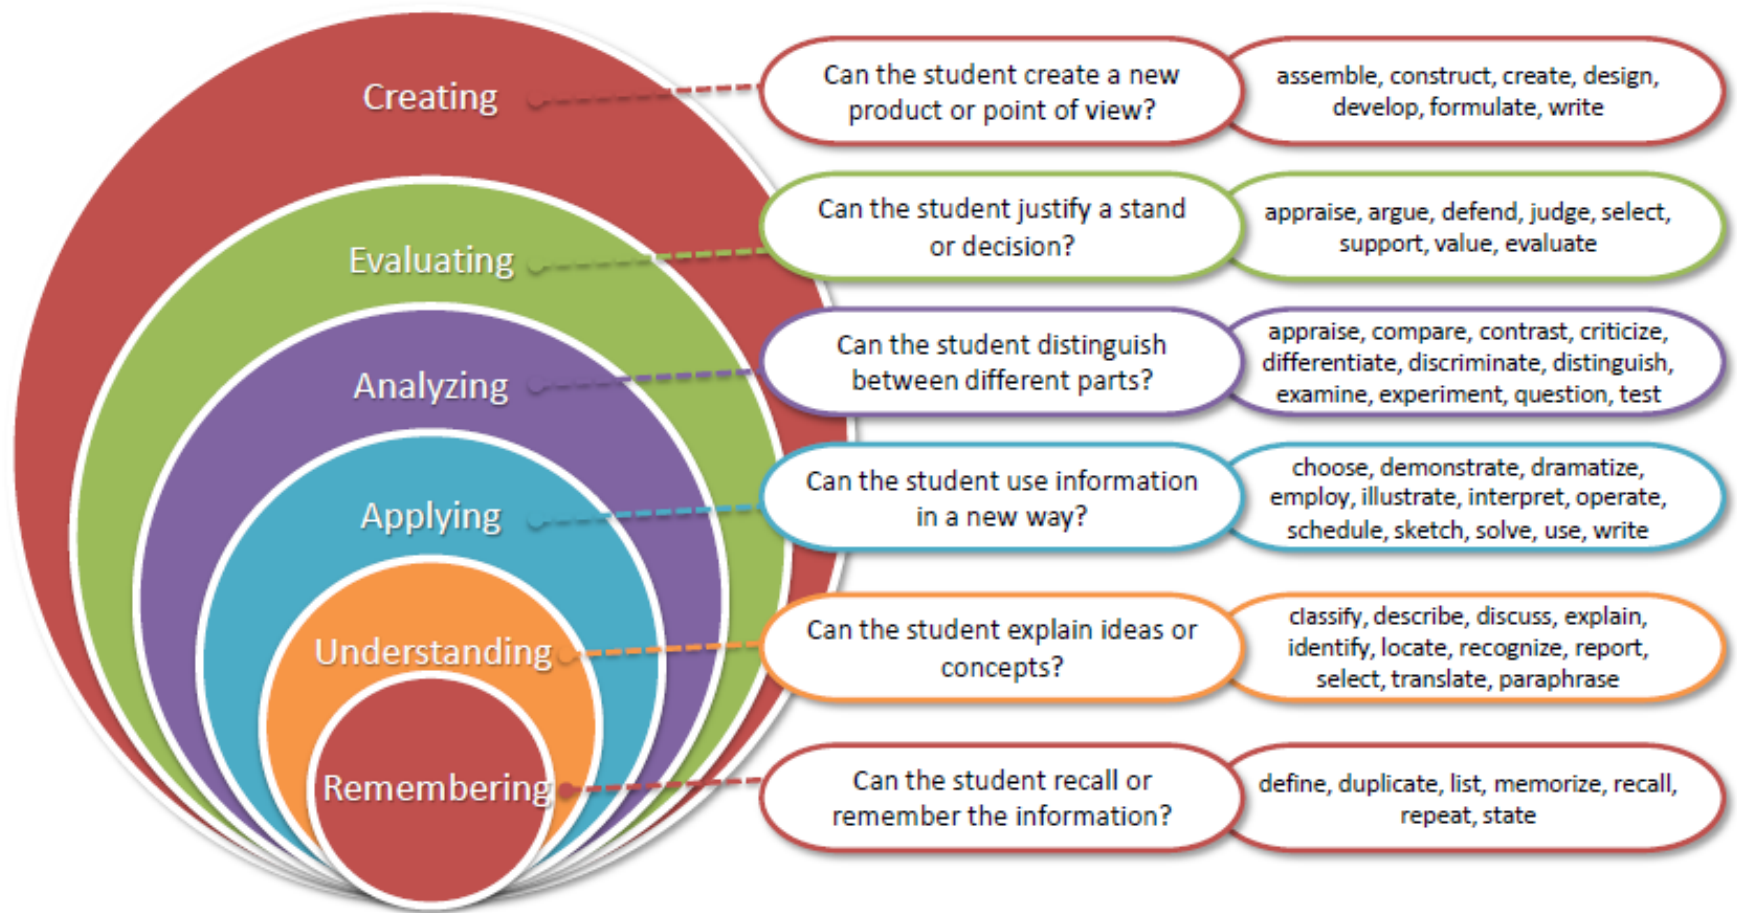 Creating
Can the student create a new
product or point of view?
assemble, construct, create, design,
develop, formulate, write
Evaluating
Can the student justify a stand
or decision?
appraise, argue, defend, judge, select,
support, value, evaluate
Analyzing
Can the student distinguish
between different parts?
appraise, compare, contrast, criticize,
differentiate, discriminate, distinguish,
examine, experiment, question, test
Applying
Can the student use information
in a new way?
choose, demonstrate, dramatize,
employ, illustrate, interpret, operate,
schedule, sketch, solve, use, write
Understanding
Can the student explain ideas or
concepts?
classify, describe, discuss, explain,
identify, locate, recognize, report,
select, translate, paraphrase
Remembering
Can the student recall or
remember the information?
define, duplicate, list, memorize, recall,
repeat, state